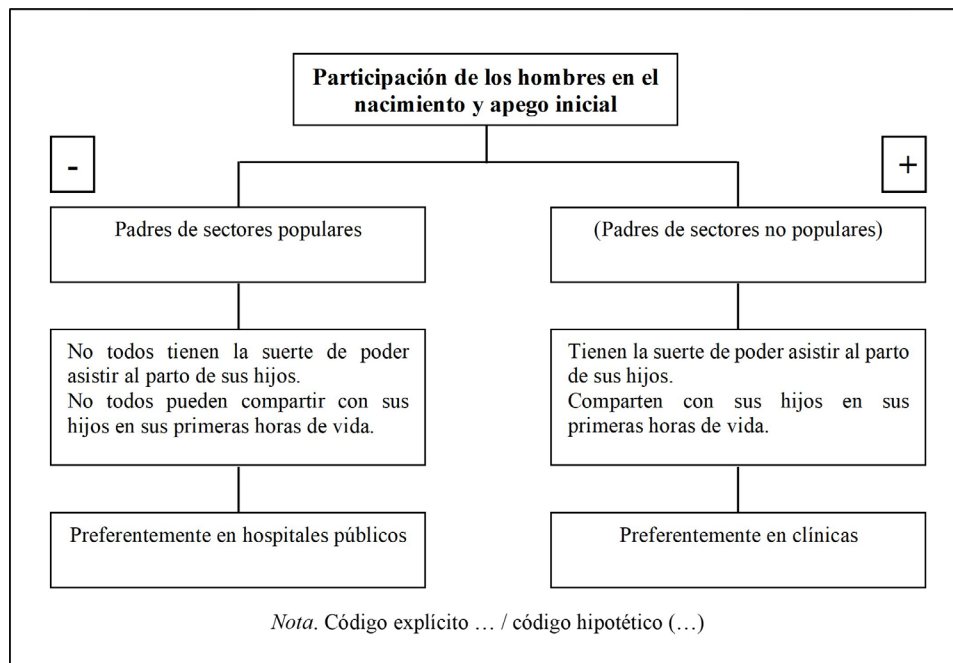 Participación de los hombres en el
nacimiento y apego inicial
-
+
Padres de sectores populares
(Padres de sectores no populares)
No todos tienen la suerte de poder
asistir al parto de sus hijos.
No todos pueden compartir con sus
hijos en sus primeras horas de vida.
Tienen la suerte de poder asistir al parto
de sus hijos.
Comparten con sus hijos en sus
primeras horas de vida.
Preferentemente en hospitales públicos
Preferentemente en clínicas
Nota. Código explícito … / código hipotético (…)